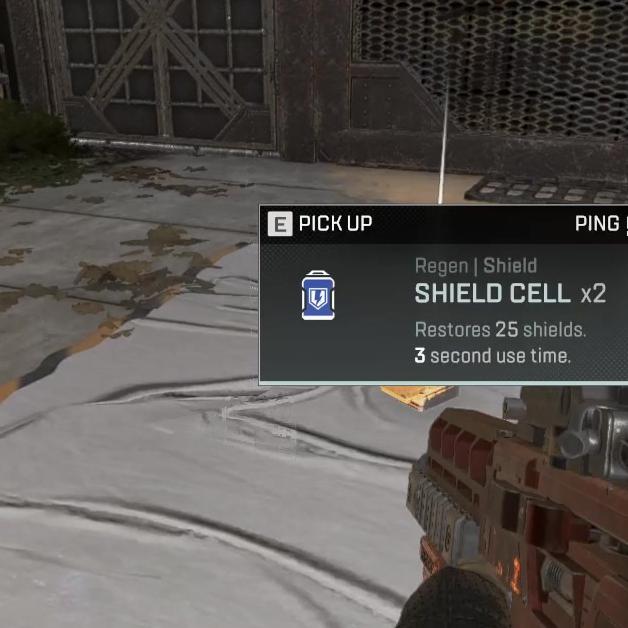 E PICK UP PING
Regen | Shield
SHIELD CELL x2
Restores 25 shields.
3 second use time.